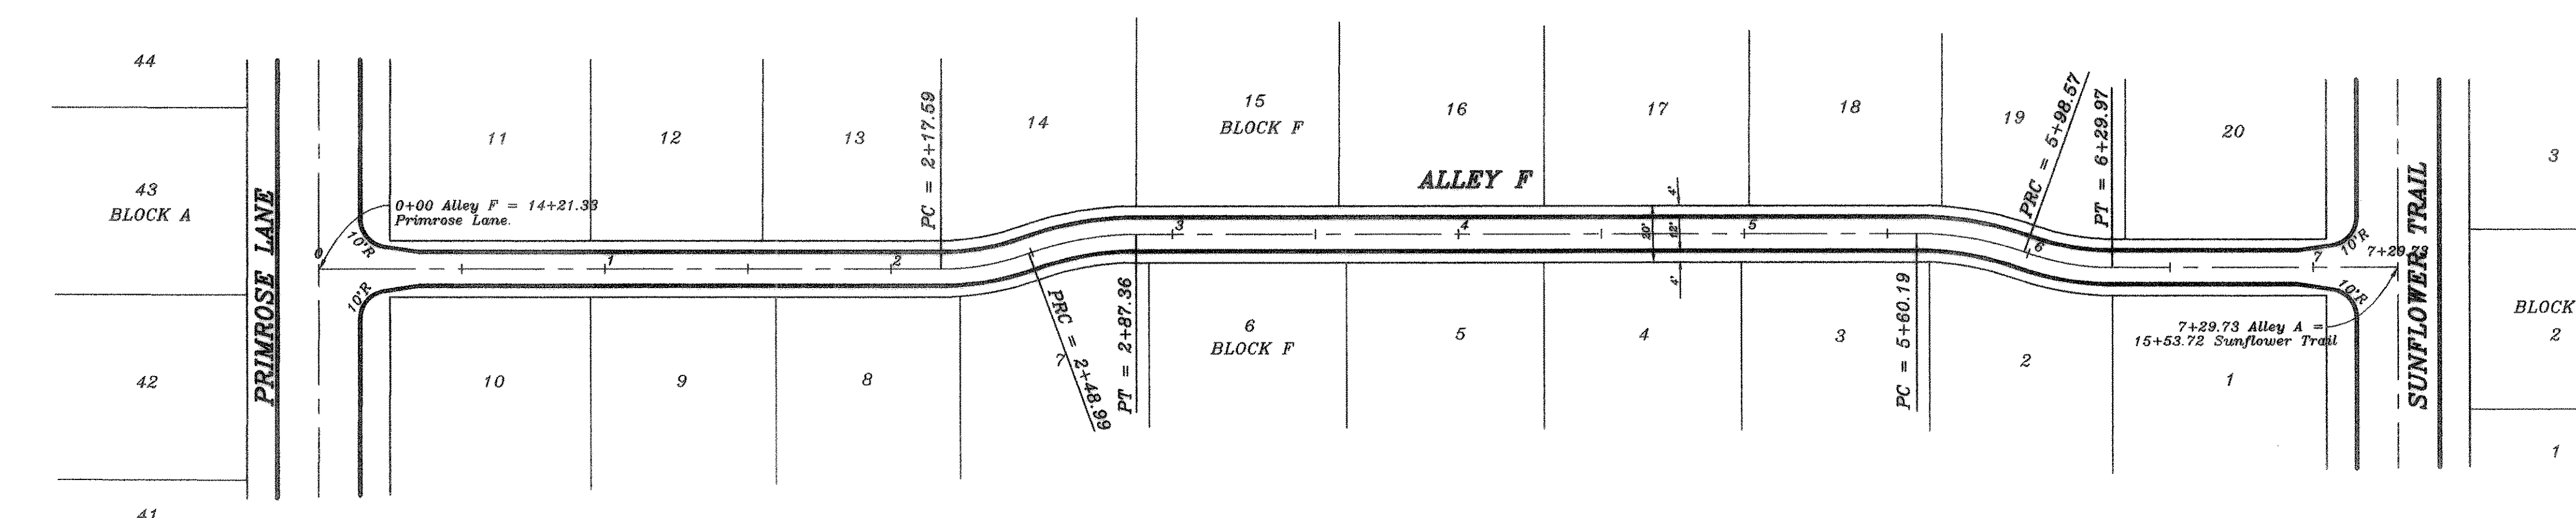 44
43
BLOCK A
42
41
PRIMROSE LANE
0+00 Alley F = 14+21.33
Primrose Lane.
10'R
10'R
0
1
2
3
4
5
6
7
11
12
13
14
15
BLOCK F
16
17
18
19
20
PC = 2+17.59
PRC = 2+48.99
PT = 2+87.36
ALLEY F
4'
20'
12'
4'
PC = 5+60.19
PRC = 5+98.57
PT = 6+29.97
10
9
8
7
6
BLOCK F
5
4
3
2
1
10'R
10'R
7+29.73
7+29.73 Alley A =
15+53.72 Sunflower Trail
SUNFLOWER TRAIL
3
BLOCK
2
1